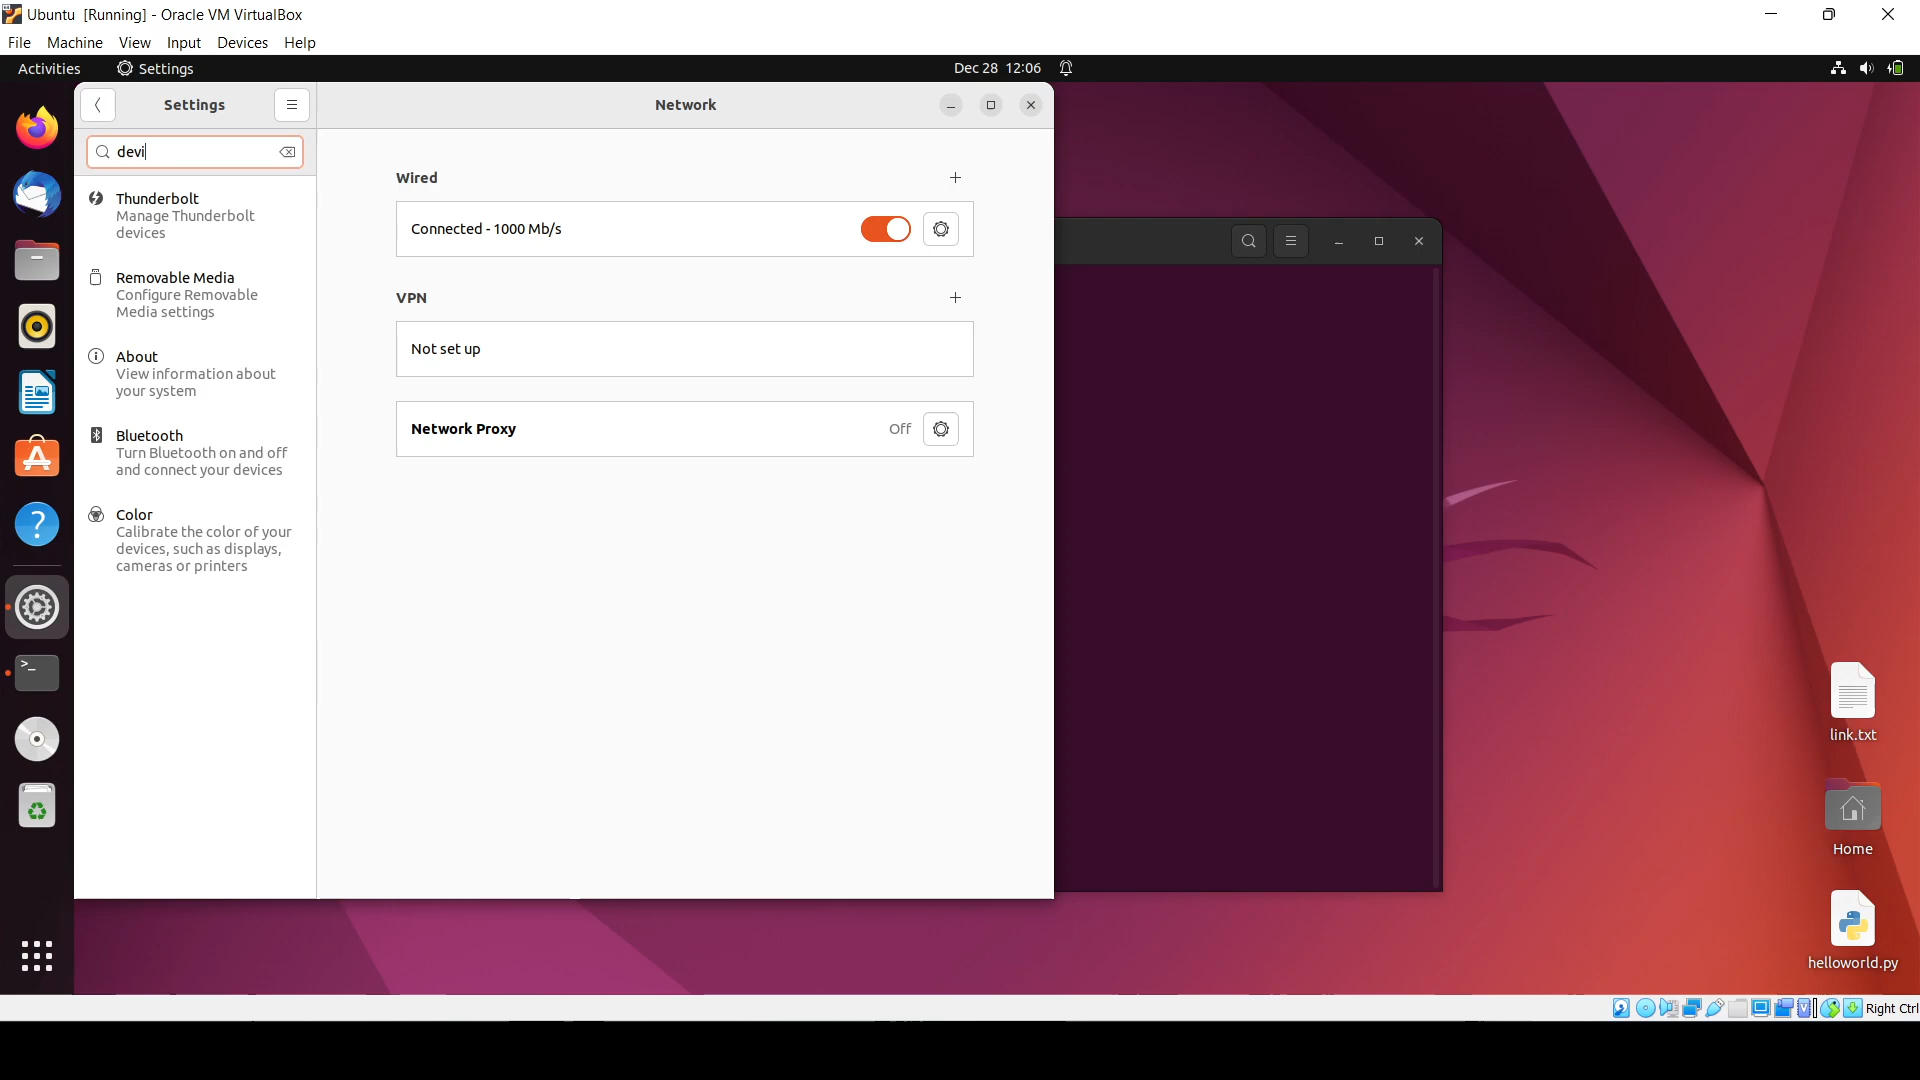 Ubuntu [Running] - Oracle VM VirtualBox
File Machine View Input Devices Help
Activities Settings Dec 28 12:06
Settings Network
devi
Thunderbolt
Manage Thunderbolt
devices
Removable Media
Configure Removable
Media settings
About
View information about
your system
Bluetooth
Turn Bluetooth on and off
and connect your devices
Color
Calibrate the color of your
devices, such as displays,
cameras or printers
Wired
Connected - 1000 Mb/s
VPN
Not set up
Network Proxy Off
link.txt
Home
helloworld.py
Right Ctrl